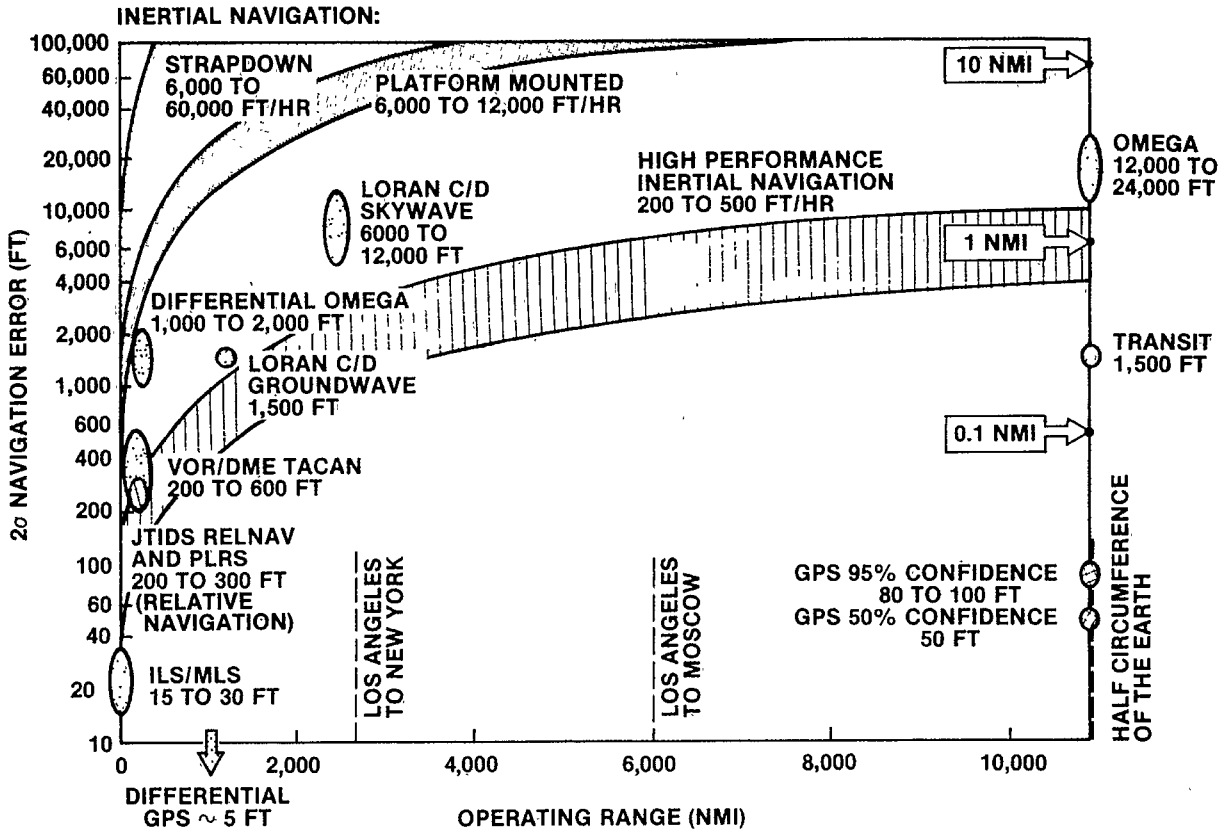 INERTIAL NAVIGATION:
100,000
60,000
40,000
20,000
10,000
6,000
4,000
2,000
1,000
600
400
200
100
60
40
20
10
2σ NAVIGATION ERROR (FT)
STRAPDOWN
6,000 TO
60,000 FT/HR
PLATFORM MOUNTED
6,000 TO 12,000 FT/HR
10 NMI
OMEGA
12,000 TO
24,000 FT
HIGH PERFORMANCE
INERTIAL NAVIGATION
200 TO 500 FT/HR
LORAN C/D
SKYWAVE
6000 TO
12,000 FT
1 NMI
DIFFERENTIAL OMEGA
1,000 TO 2,000 FT
LORAN C/D
GROUNDWAVE
1,500 FT
TRANSIT
1,500 FT
0.1 NMI
VOR/DME TACAN
200 TO 600 FT
JTIDS RELNAV
AND PLRS
200 TO 300 FT
(RELATIVE
NAVIGATION)
LOS ANGELES
TO NEW YORK
LOS ANGELES
TO MOSCOW
GPS 95% CONFIDENCE
80 TO 100 FT
GPS 50% CONFIDENCE
50 FT
HALF CIRCUMFERENCE
OF THE EARTH
ILS/MLS
15 TO 30 FT
0
2,000
4,000
6,000
8,000
10,000
DIFFERENTIAL
GPS ~ 5 FT
OPERATING RANGE (NMI)